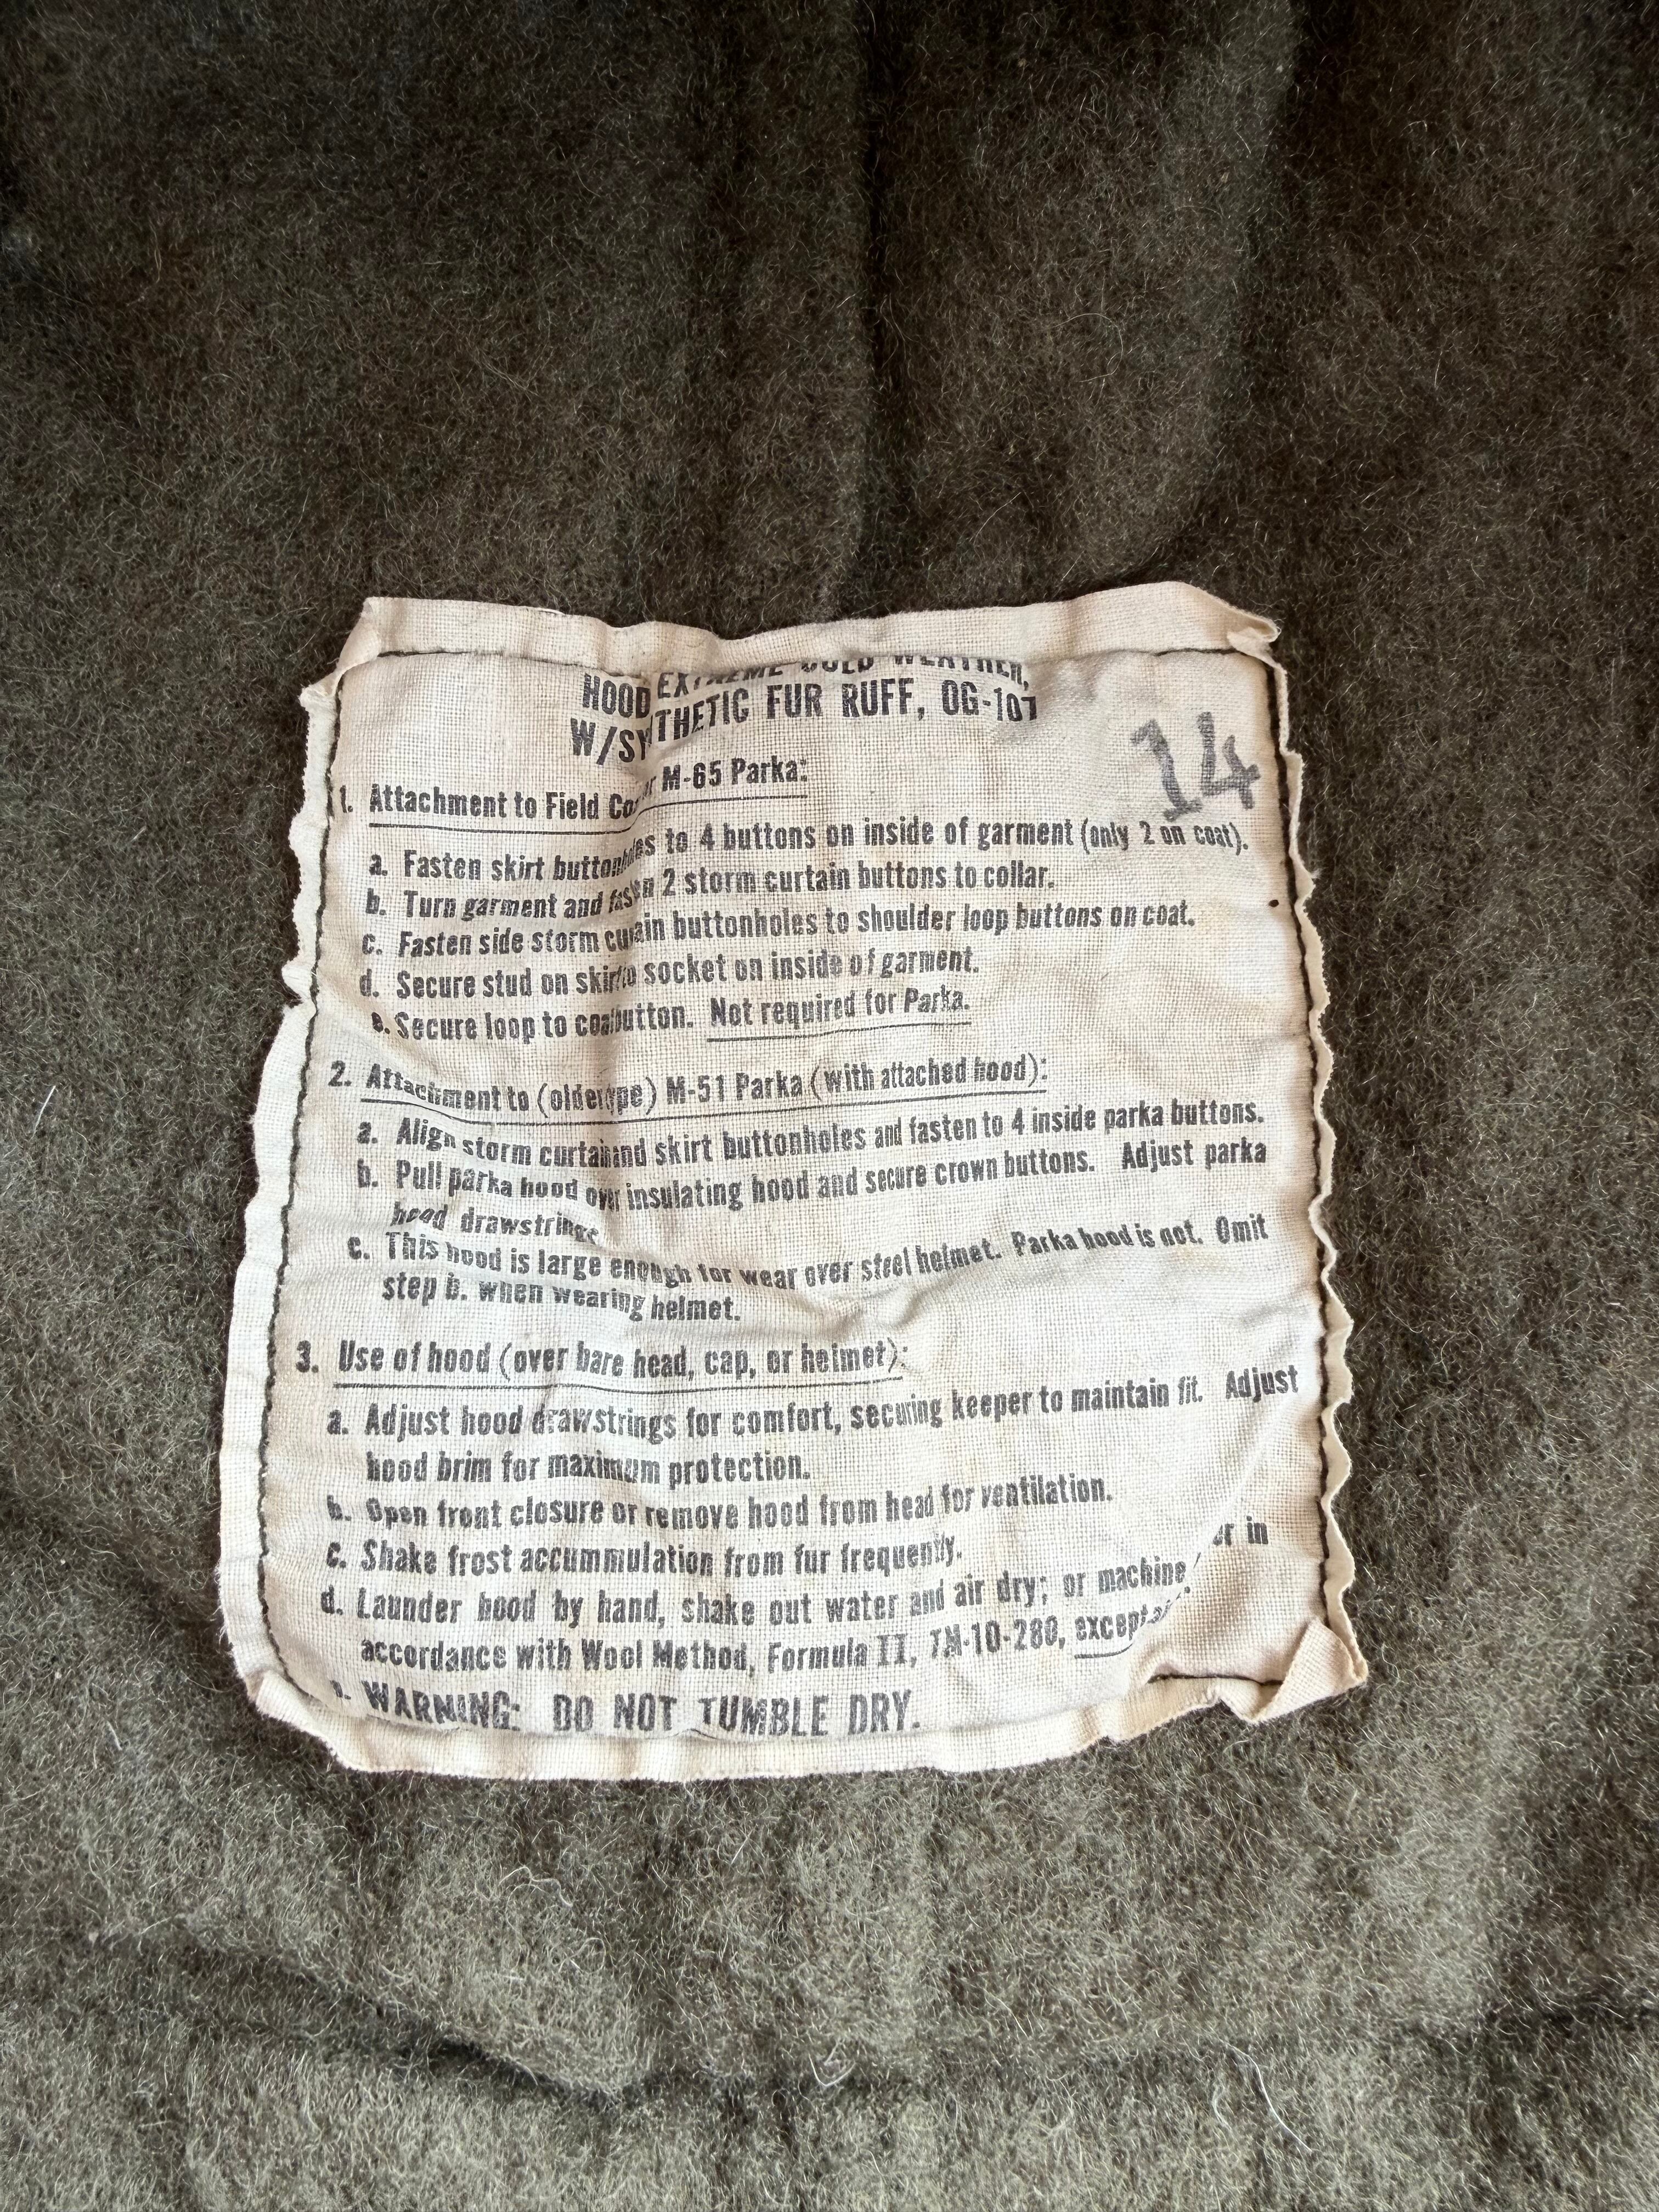 HOOD EXTREME COLD WEATHER,
W/SYNTHETIC FUR RUFF, OG-107
14
1. Attachment to Field Coat or M-65 Parka:
a. Fasten skirt buttonholes to 4 buttons on inside of garment (only 2 on coat).
b. Turn garment and fasten 2 storm curtain buttons to collar.
c. Fasten side storm curtain buttonholes to shoulder loop buttons on coat.
d. Secure stud on skirt to socket on inside of garment.
e. Secure loop to coat button. Not required for Parka.
2. Attachment to (older type) M-51 Parka (with attached hood):
a. Align storm curtain and skirt buttonholes and fasten to 4 inside parka buttons.
b. Pull parka hood over insulating hood and secure crown buttons. Adjust parka
hood drawstrings
c. This hood is large enough for wear over steel helmet. Parka hood is not. Omit
step b. when wearing helmet.
3. Use of hood (over bare head, cap, or helmet):
a. Adjust hood drawstrings for comfort, securing keeper to maintain fit. Adjust
hood brim for maximum protection.
b. Open front closure or remove hood from head for ventilation.
c. Shake frost accummulation from fur frequently.
d. Launder hood by hand, shake out water and air dry; or machine or in
accordance with Wool Method, Formula II, TM-10-280, except
WARNING: DO NOT TUMBLE DRY.